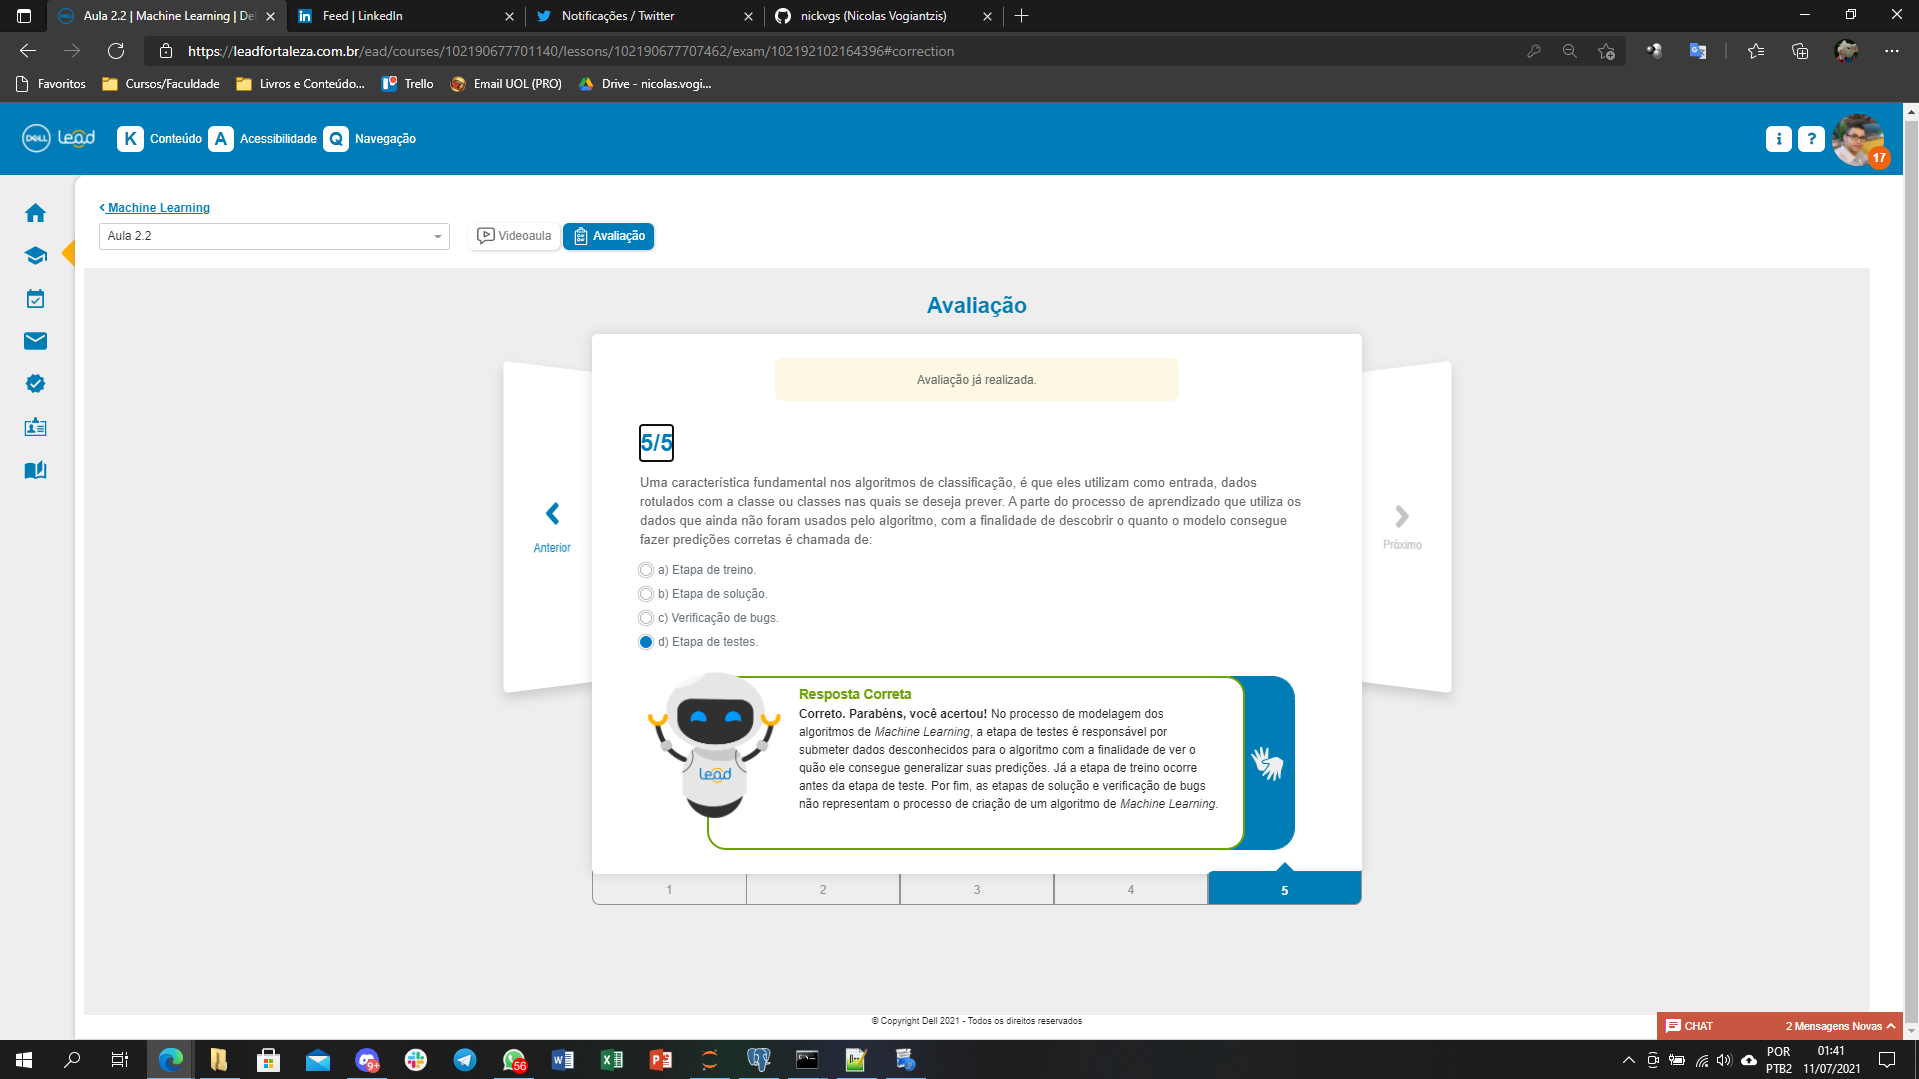 Aula 2.2 | Machine Learning | De
Feed | LinkedIn
Notificações / Twitter
nickvgs (Nicolas Vogiantzis)
https://leadfortaleza.com.br/ead/courses/102190677701140/lessons/102190677707462/exam/102192102164396#correction
Favoritos
Cursos/Faculdade
Livros e Conteúdo...
Trello
Email UOL (PRO)
Drive - nicolas.vogi...
DELL Lead
K Conteúdo
A Acessibilidade
Q Navegação
i
?
17
Machine Learning
Aula 2.2
Videoaula
Avaliação
Avaliação
Avaliação já realizada.
5/5
Uma característica fundamental nos algoritmos de classificação, é que eles utilizam como entrada, dados
rotulados com a classe ou classes nas quais se deseja prever. A parte do processo de aprendizado que utiliza os
dados que ainda não foram usados pelo algoritmo, com a finalidade de descobrir o quanto o modelo consegue
fazer predições corretas é chamada de:
Anterior
Próximo
a) Etapa de treino.
b) Etapa de solução.
c) Verificação de bugs.
d) Etapa de testes.
Lead
Resposta Correta
Correto. Parabéns, você acertou! No processo de modelagem dos
algoritmos de Machine Learning, a etapa de testes é responsável por
submeter dados desconhecidos para o algoritmo com a finalidade de ver o
quão ele consegue generalizar suas predições. Já a etapa de treino ocorre
antes da etapa de teste. Por fim, as etapas de solução e verificação de bugs
não representam o processo de criação de um algoritmo de Machine Learning.
1
2
3
4
5
© Copyright Dell 2021 - Todos os direitos reservados
CHAT
2 Mensagens Novas
9+
56
POR
PTB2
01:41
11/07/2021